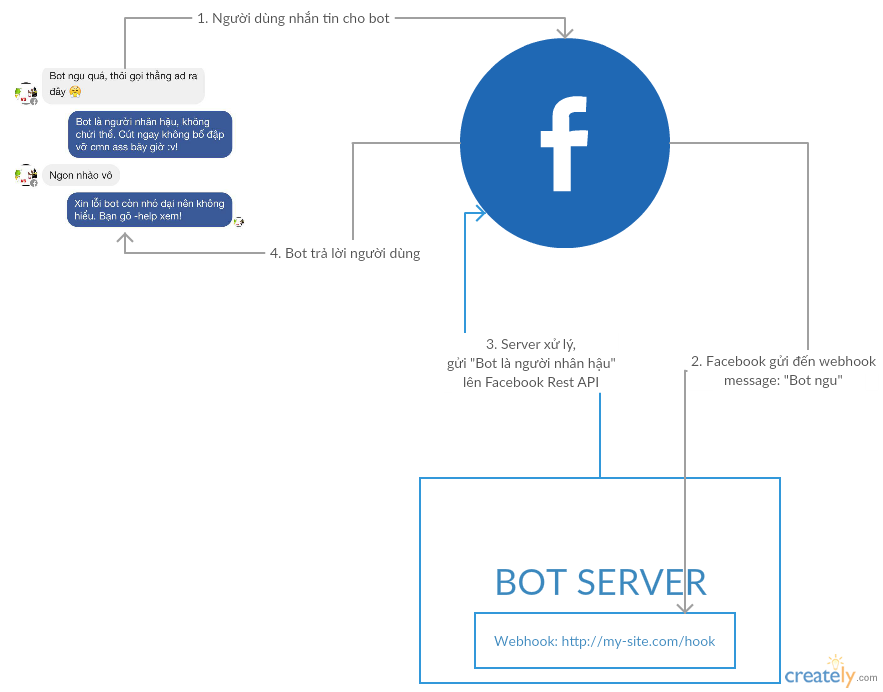 1. Người dùng nhắn tin cho bot
Bot ngu quá, thôi gọi thằng ad ra
đây 😤
Bot là người nhân hậu, không
chửi thề. Cút ngay không bố đập
vỡ cmn ass bây giờ :v!
Ngon nhào vô
Xin lỗi bot còn nhỏ dại nên không
hiểu. Bạn gõ -help xem!
4. Bot trả lời người dùng
3. Server xử lý,
gửi "Bot là người nhân hậu"
lên Facebook Rest API
2. Facebook gửi đến webhook
message: "Bot ngu"
BOT SERVER
Webhook: http://my-site.com/hook
creately.com